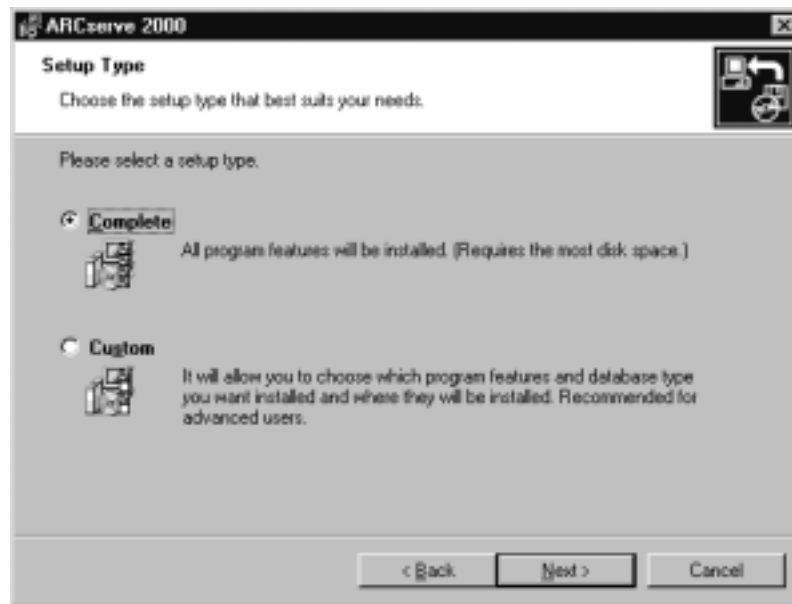 ARCserve 2000
Setup Type
Choose the setup type that best suits your needs.
Please select a setup type.
Complete
All program features will be installed. (Requires the most disk space.)
Custom
It will allow you to choose which program features and database type
you want installed and where they will be installed. Recommended for
advanced users.
< Back
Next >
Cancel